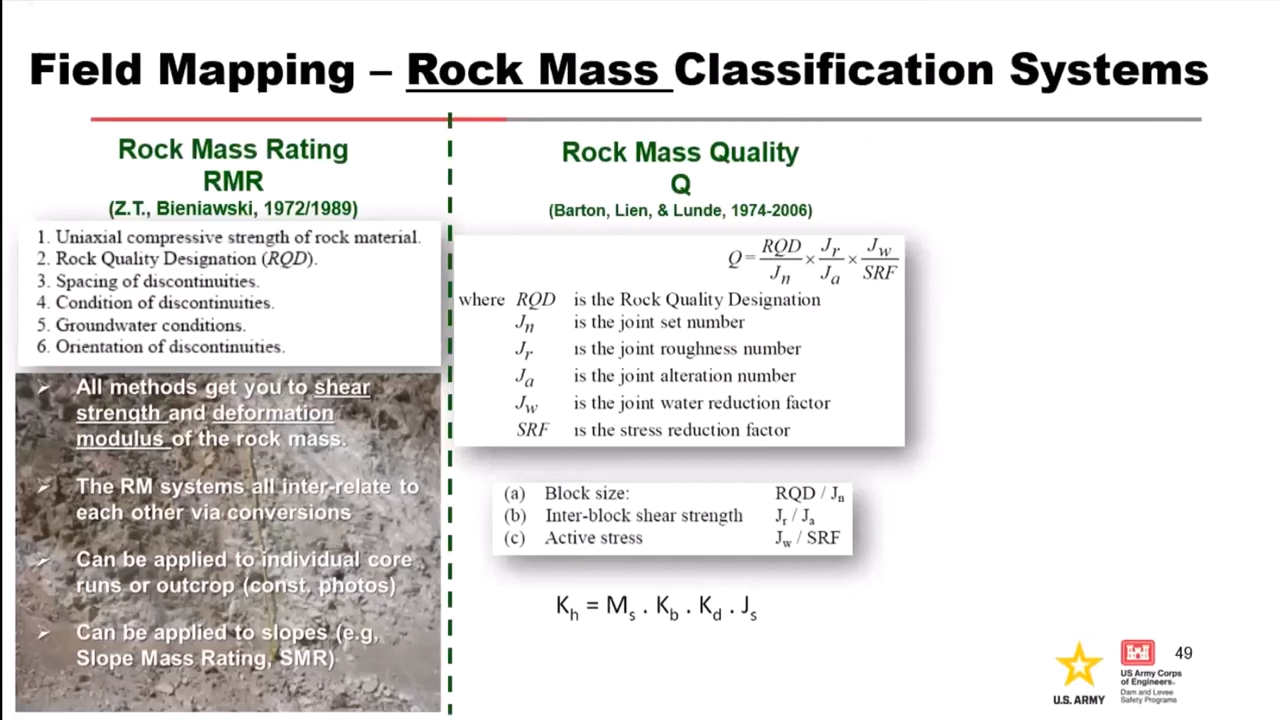 Field Mapping – Rock Mass Classification Systems
Rock Mass Rating
RMR
(Z.T., Bieniawski, 1972/1989)
1. Uniaxial compressive strength of rock material.
2. Rock Quality Designation (RQD).
3. Spacing of discontinuities.
4. Condition of discontinuities.
5. Groundwater conditions.
6. Orientation of discontinuities.
➢ All methods get you to shear
strength and deformation
modulus of the rock mass.
➢ The RM systems all inter-relate to
each other via conversions
➢ Can be applied to individual core
runs or outcrop (const, photos)
➢ Can be applied to slopes (e.g,
Slope Mass Rating, SMR)
Rock Mass Quality
Q
(Barton, Lien, & Lunde, 1974-2006)
Q = RQD/Jn × Jr/Ja × Jw/SRF
where RQD is the Rock Quality Designation
Jn is the joint set number
Jr is the joint roughness number
Ja is the joint alteration number
Jw is the joint water reduction factor
SRF is the stress reduction factor
(a) Block size: RQD / Jn
(b) Inter-block shear strength Jr / Ja
(c) Active stress Jw / SRF
Kh = Ms . Kb . Kd . Js
U.S. ARMY
US Army Corps
of Engineers.
Dam and Levee
Safety Programs
49